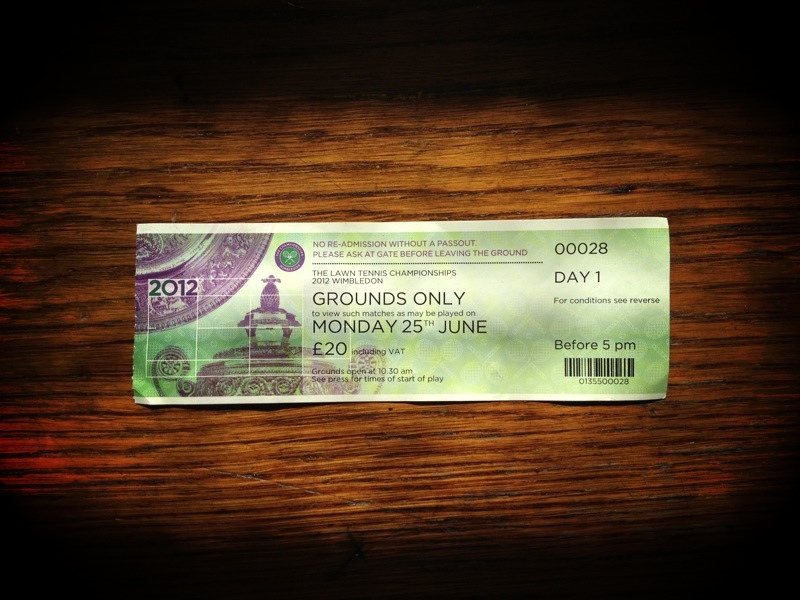 2012
NO RE-ADMISSION WITHOUT A PASSOUT.
PLEASE ASK AT GATE BEFORE LEAVING THE GROUND
THE LAWN TENNIS CHAMPIONSHIPS
2012 WIMBLEDON
GROUNDS ONLY
to view such matches as may be played on
MONDAY 25TH JUNE
£20 including VAT
Grounds open at 10.30 am
See press for times of start of play
00028
DAY 1
For conditions see reverse
Before 5 pm
0135500028